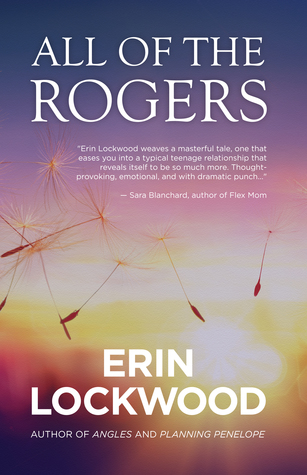 ALL OF THE
ROGERS
"Erin Lockwood weaves a masterful tale, one that
eases you into a typical teenage relationship that
reveals itself to be so much more. Thought-
provoking, emotional, and with dramatic punch..."
— Sara Blanchard, author of Flex Mom
ERIN
LOCKWOOD
AUTHOR OF ANGLES AND PLANNING PENELOPE